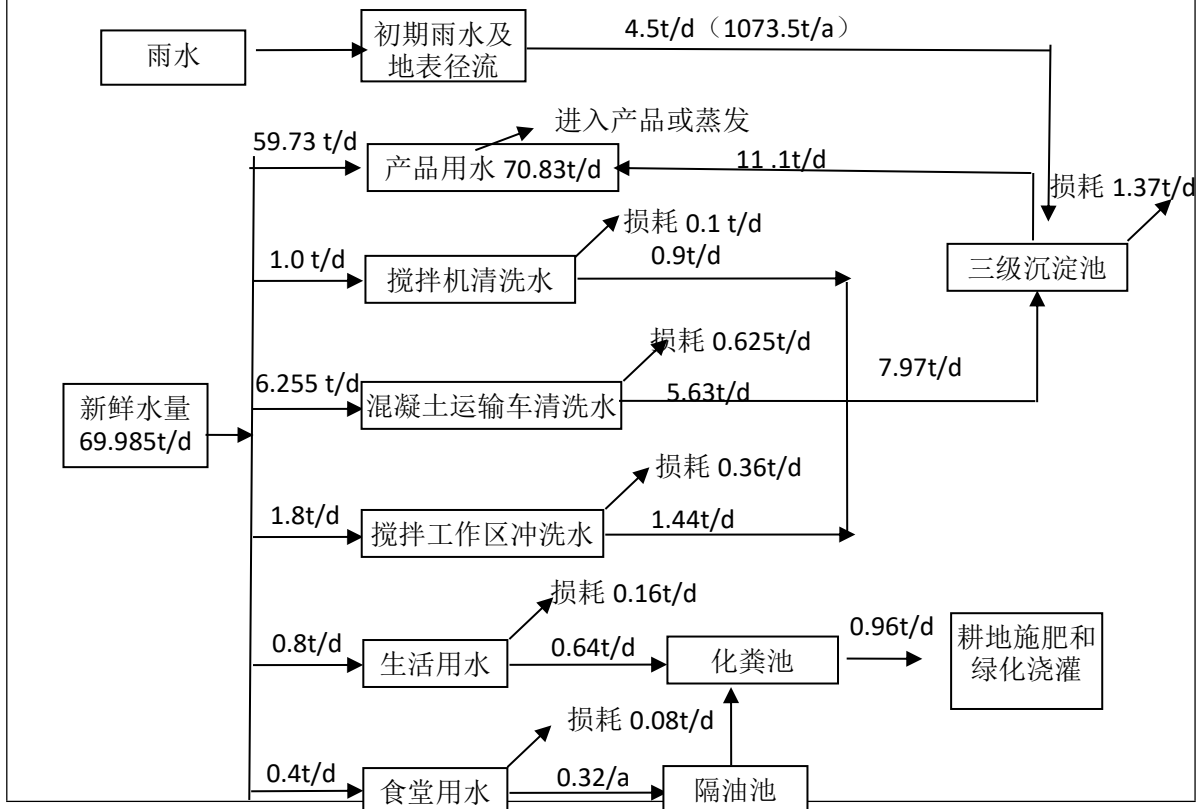 4.5t/d（1073.5t/a）
雨水
初期雨水及
地表径流
进入产品或蒸发
59.73 t/d
产品用水 70.83t/d
11 .1t/d
损耗 1.37t/d
损耗 0.1 t/d
1.0 t/d
搅拌机清洗水
0.9t/d
三级沉淀池
损耗 0.625t/d
7.97t/d
6.255 t/d
混凝土运输车清洗水
5.63t/d
新鲜水量
69.985t/d
损耗 0.36t/d
1.8t/d
搅拌工作区冲洗水
1.44t/d
损耗 0.16t/d
0.8t/d
生活用水
0.64t/d
化粪池
0.96t/d
耕地施肥和
绿化浇灌
损耗 0.08t/d
0.4t/d
食堂用水
0.32/a
隔油池